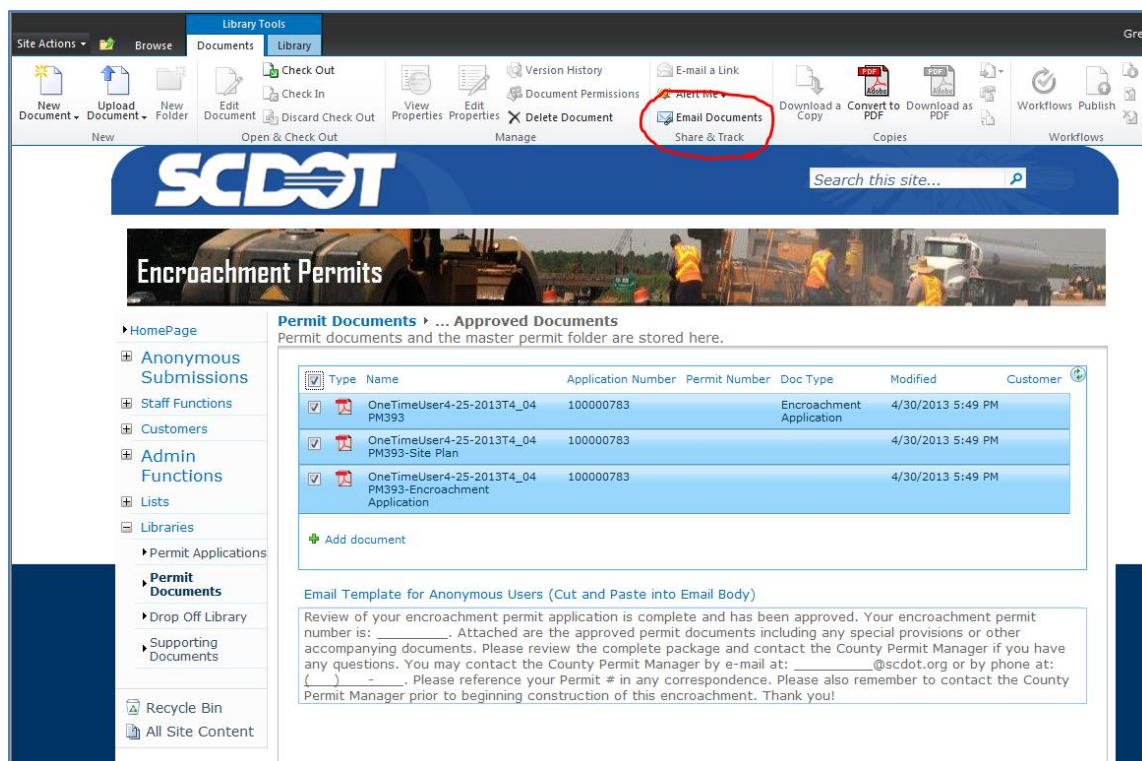 Library Tools
Gre
Site Actions
Browse
Documents
Library
New Document
Upload Document
New Folder
New
Edit Document
Check Out
Check In
Discard Check Out
Open & Check Out
View Properties
Edit Properties
Version History
Document Permissions
Delete Document
Manage
E-mail a Link
Alert Me
Email Documents
Share & Track
Download a Copy
PDF Adobe
Convert to PDF
PDF Adobe
Download as PDF
Copies
Workflows
Publish
Workflows
SCDOT
Search this site...
Encroachment Permits
HomePage
Anonymous
Submissions
Staff Functions
Customers
Admin
Functions
Lists
Libraries
Permit Applications
Permit
Documents
Drop Off Library
Supporting
Documents
Recycle Bin
All Site Content
Permit Documents ▸ ... Approved Documents
Permit documents and the master permit folder are stored here.
Type Name Application Number Permit Number Doc Type Modified Customer
OneTimeUser4-25-2013T4_04 100000783 Encroachment 4/30/2013 5:49 PM
PM393 Application
OneTimeUser4-25-2013T4_04 100000783 4/30/2013 5:49 PM
PM393-Site Plan
OneTimeUser4-25-2013T4_04 100000783 4/30/2013 5:49 PM
PM393-Encroachment
Application
Add document
Email Template for Anonymous Users (Cut and Paste into Email Body)
Review of your encroachment permit application is complete and has been approved. Your encroachment permit
number is: _________. Attached are the approved permit documents including any special provisions or other
accompanying documents. Please review the complete package and contact the County Permit Manager if you have
any questions. You may contact the County Permit Manager by e-mail at: __________@scdot.org or by phone at:
(___)___-____. Please reference your Permit # in any correspondence. Please also remember to contact the County
Permit Manager prior to beginning construction of this encroachment. Thank you!